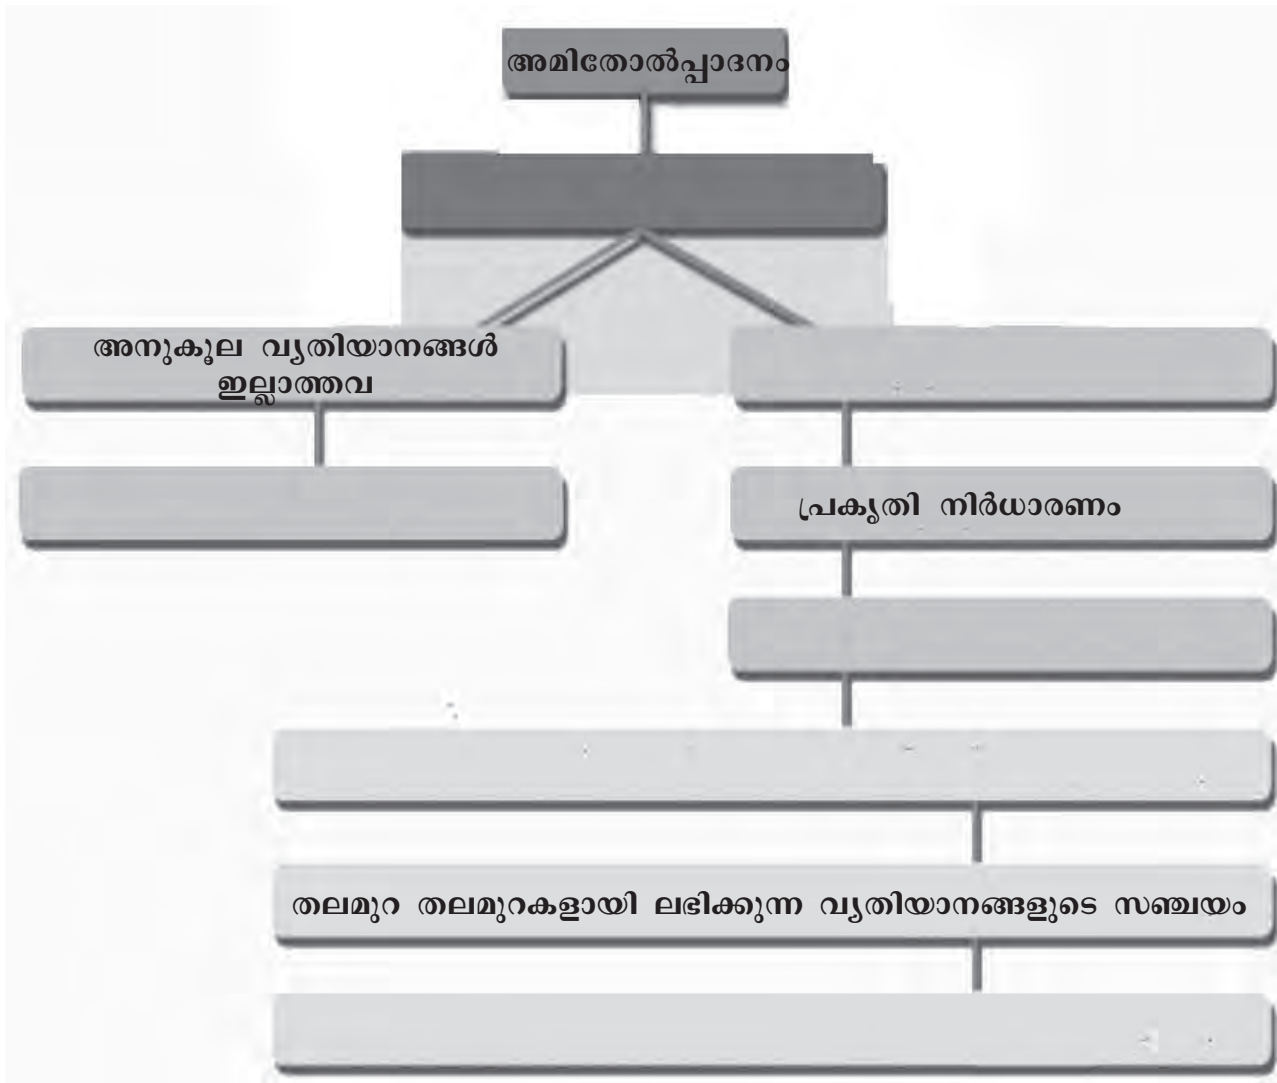 അമിതോൽപ്പാദനം
അനുകൂല വ്യതിയാനങ്ങൾ
ഇല്ലാത്തവ
പ്രകൃതി നിർധാരണം
തലമുറ തലമുറകളായി ലഭിക്കുന്ന വ്യതിയാനങ്ങളുടെ സഞ്ചയം